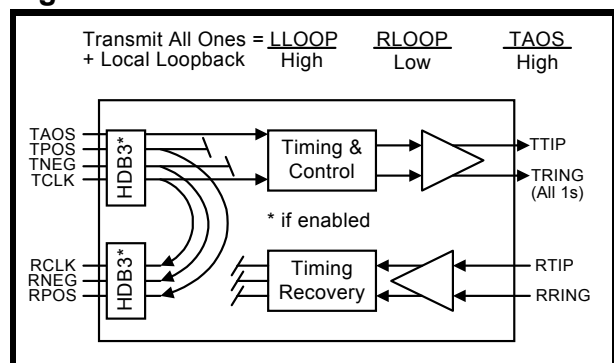 Transmit All Ones = LLOOP RLOOP TAOS
+ Local Loopback High Low High
TAOS
TPOS
TNEG
TCLK
HDB3*
Timing &
Control
TTIP
TRING
(All 1s)
* if enabled
RCLK
RNEG
RPOS
HDB3*
Timing
Recovery
RTIP
RRING